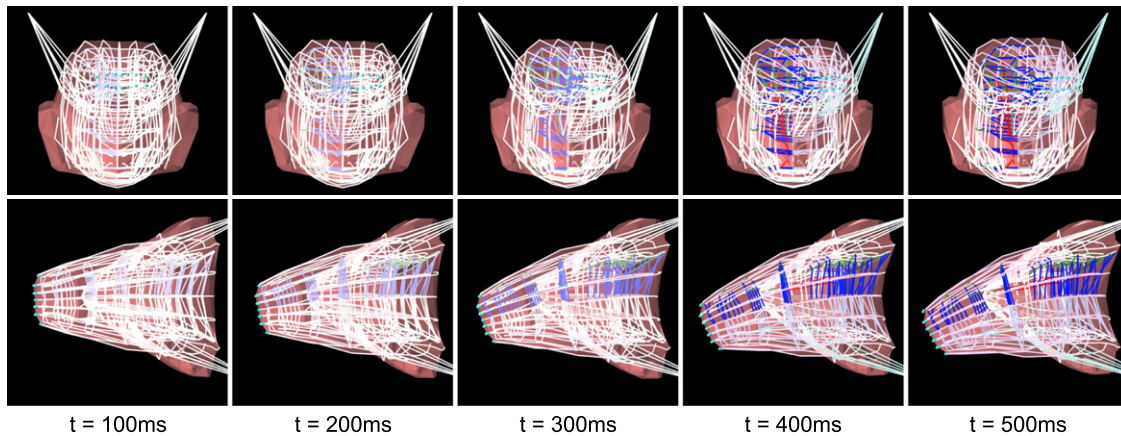 t = 100ms t = 200ms t = 300ms t = 400ms t = 500ms